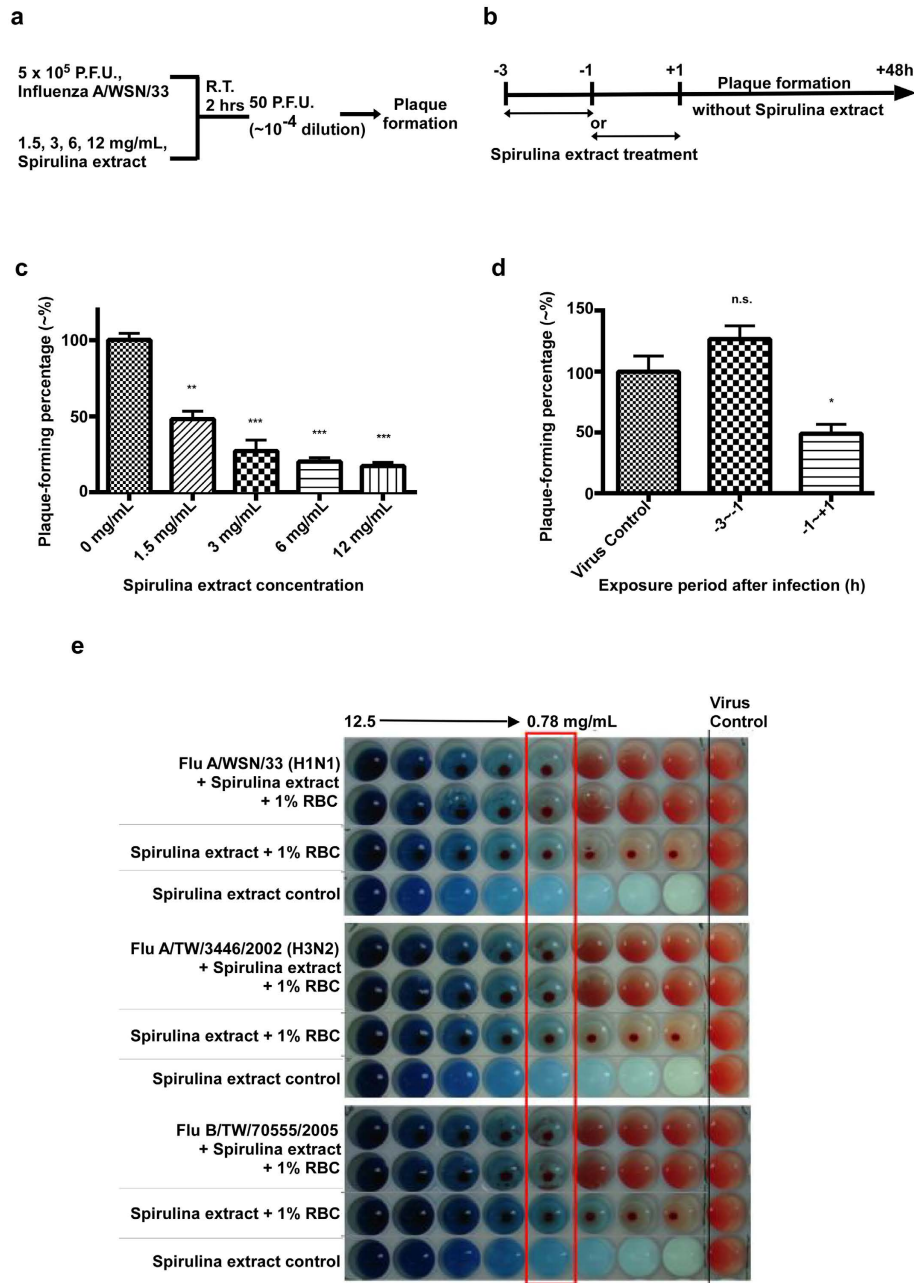 a
5 x 10⁵ P.F.U.,
Influenza A/WSN/33
1.5, 3, 6, 12 mg/mL,
Spirulina extract
R.T.
2 hrs
50 P.F.U.
(~10⁻⁴ dilution)
Plaque
formation
b
-3
-1
+1
+48h
Plaque formation
without Spirulina extract
or
Spirulina extract treatment
c
Plaque-forming percentage (~%)
100
50
0
**
***
***
***
0 mg/mL
1.5 mg/mL
3 mg/mL
6 mg/mL
12 mg/mL
Spirulina extract concentration
d
Plaque-forming percentage (~%)
150
100
50
0
n.s.
*
Virus Control
-3~-1
-1~+1
Exposure period after infection (h)
e
12.5
0.78 mg/mL
Virus
Control
Flu A/WSN/33 (H1N1)
+ Spirulina extract
+ 1% RBC
Spirulina extract + 1% RBC
Spirulina extract control
Flu A/TW/3446/2002 (H3N2)
+ Spirulina extract
+ 1% RBC
Spirulina extract + 1% RBC
Spirulina extract control
Flu B/TW/70555/2005
+ Spirulina extract
+ 1% RBC
Spirulina extract + 1% RBC
Spirulina extract control